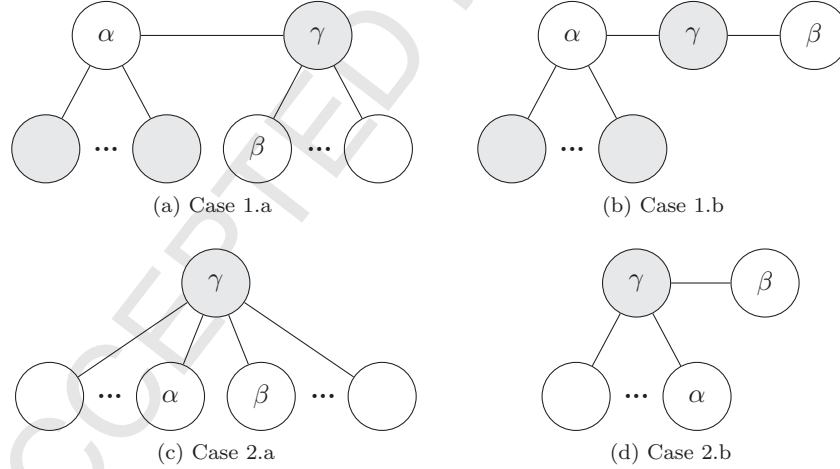 α γ
β
(a) Case 1.a
α γ β
(b) Case 1.b
γ
α β
(c) Case 2.a
γ β
α
(d) Case 2.b